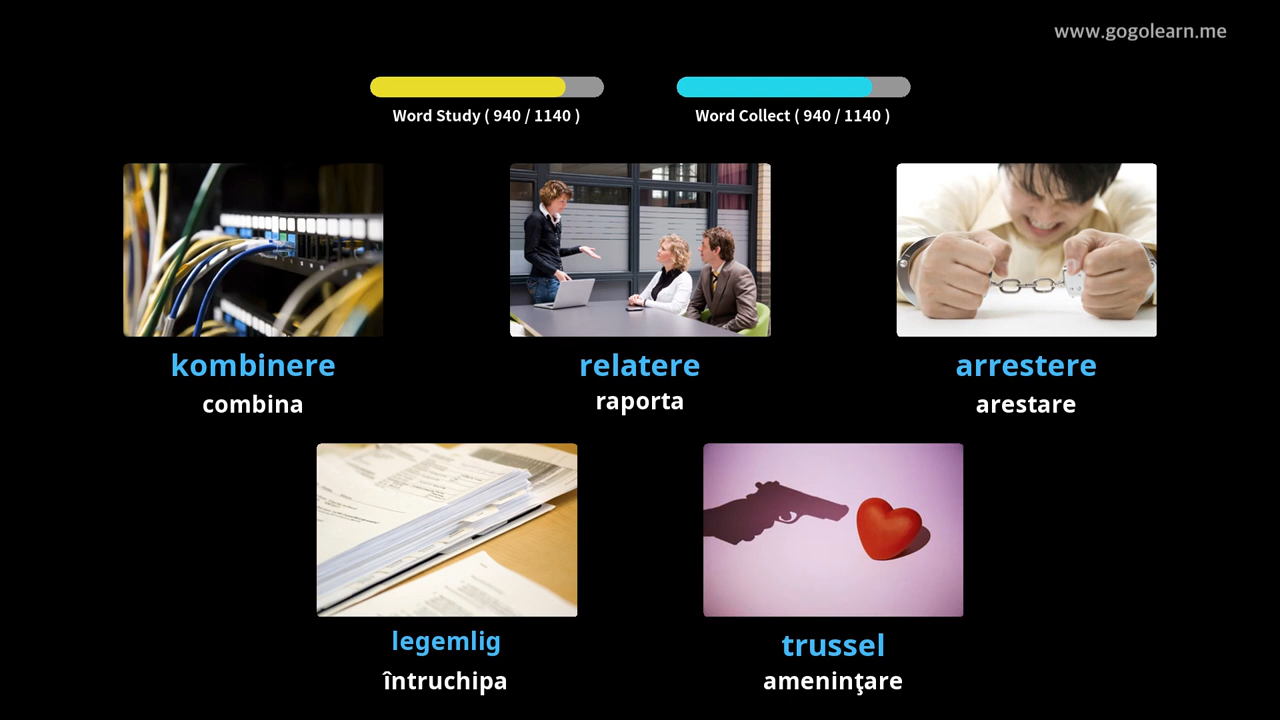 www.gogolearn.me
Word Study ( 940 / 1140 )
Word Collect ( 940 / 1140 )
kombinere
combina
relatere
raporta
arrestere
arestare
legemlig
întruchipa
trussel
ameninţare